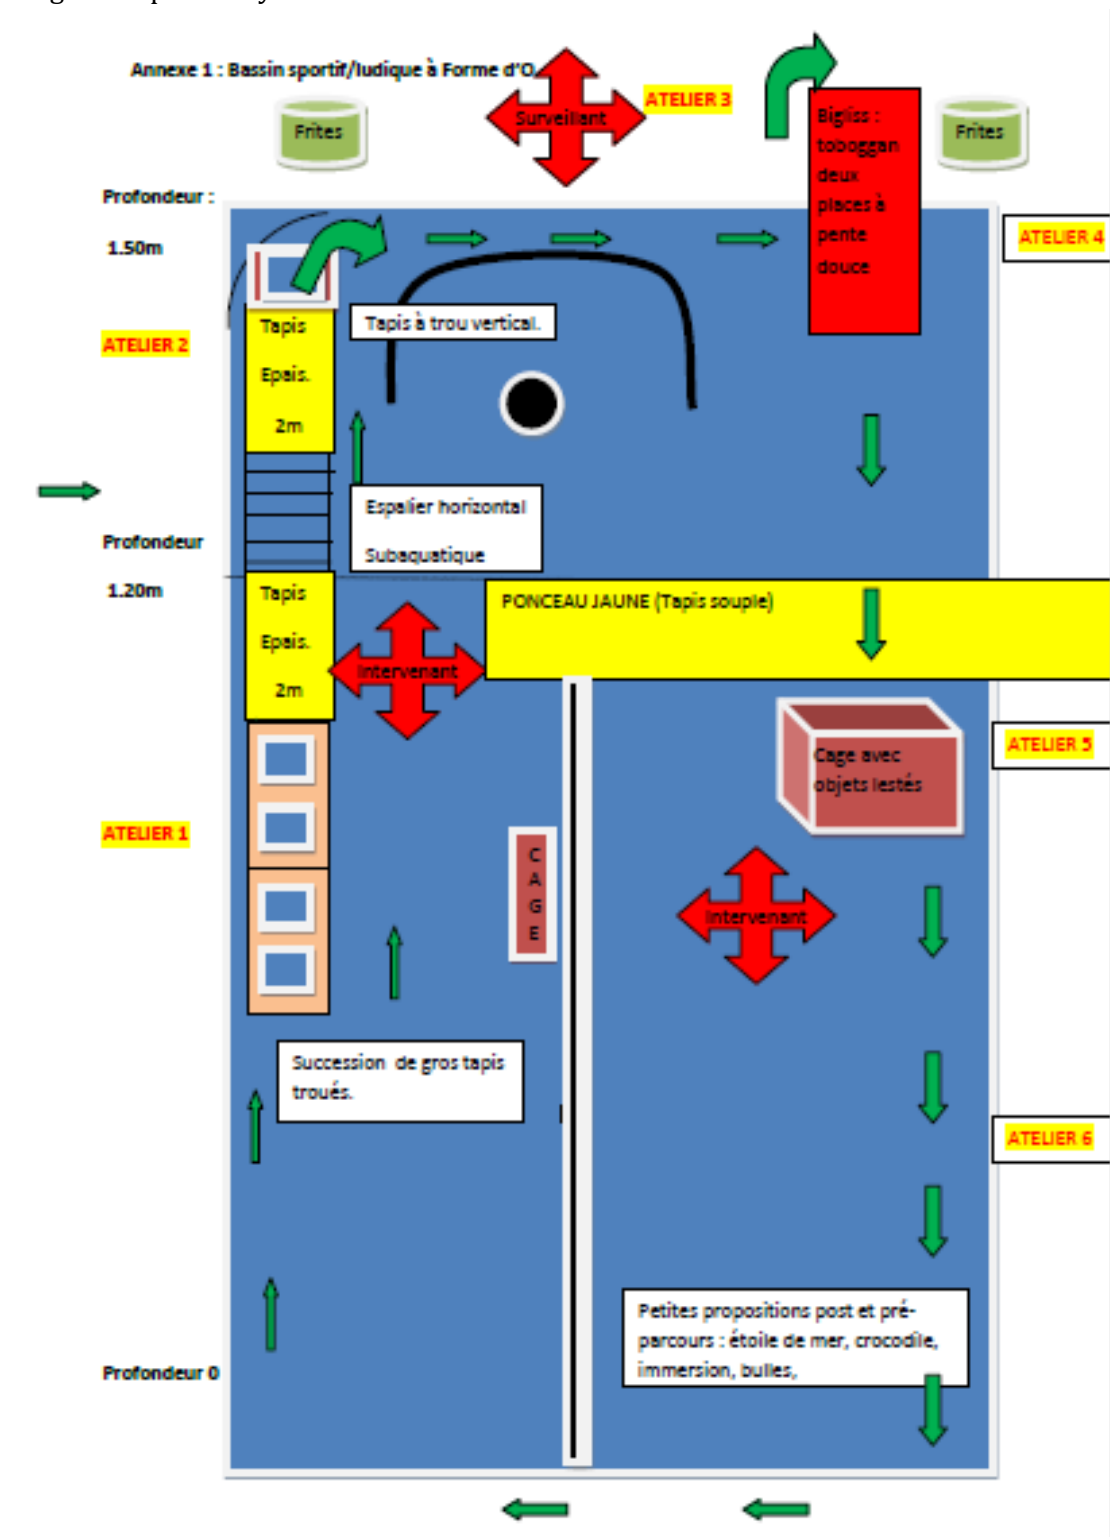 Annexe 1 : Bassin sportif/ludique à Forme d'O.
ATELIER 3
Surveillant
Frites
Bigliss :
toboggan
deux
places à
pente
douce
Frites
Profondeur :
1.50m
ATELIER 4
Tapis
Epais.
2m
Tapis à trou vertical.
ATELIER 2
Espalier horizontal
Subaquatique
Profondeur
1.20m
Tapis
Epais.
2m
PONCEAU JAUNE (Tapis souple)
Intervenant
ATELIER 5
Cage avec
objets lestés
ATELIER 1
C
A
G
E
Intervenant
Succession de gros tapis
troués.
ATELIER 6
Petites propositions post et pré-
parcours : étoile de mer, crocodile,
immersion, bulles,
Profondeur 0